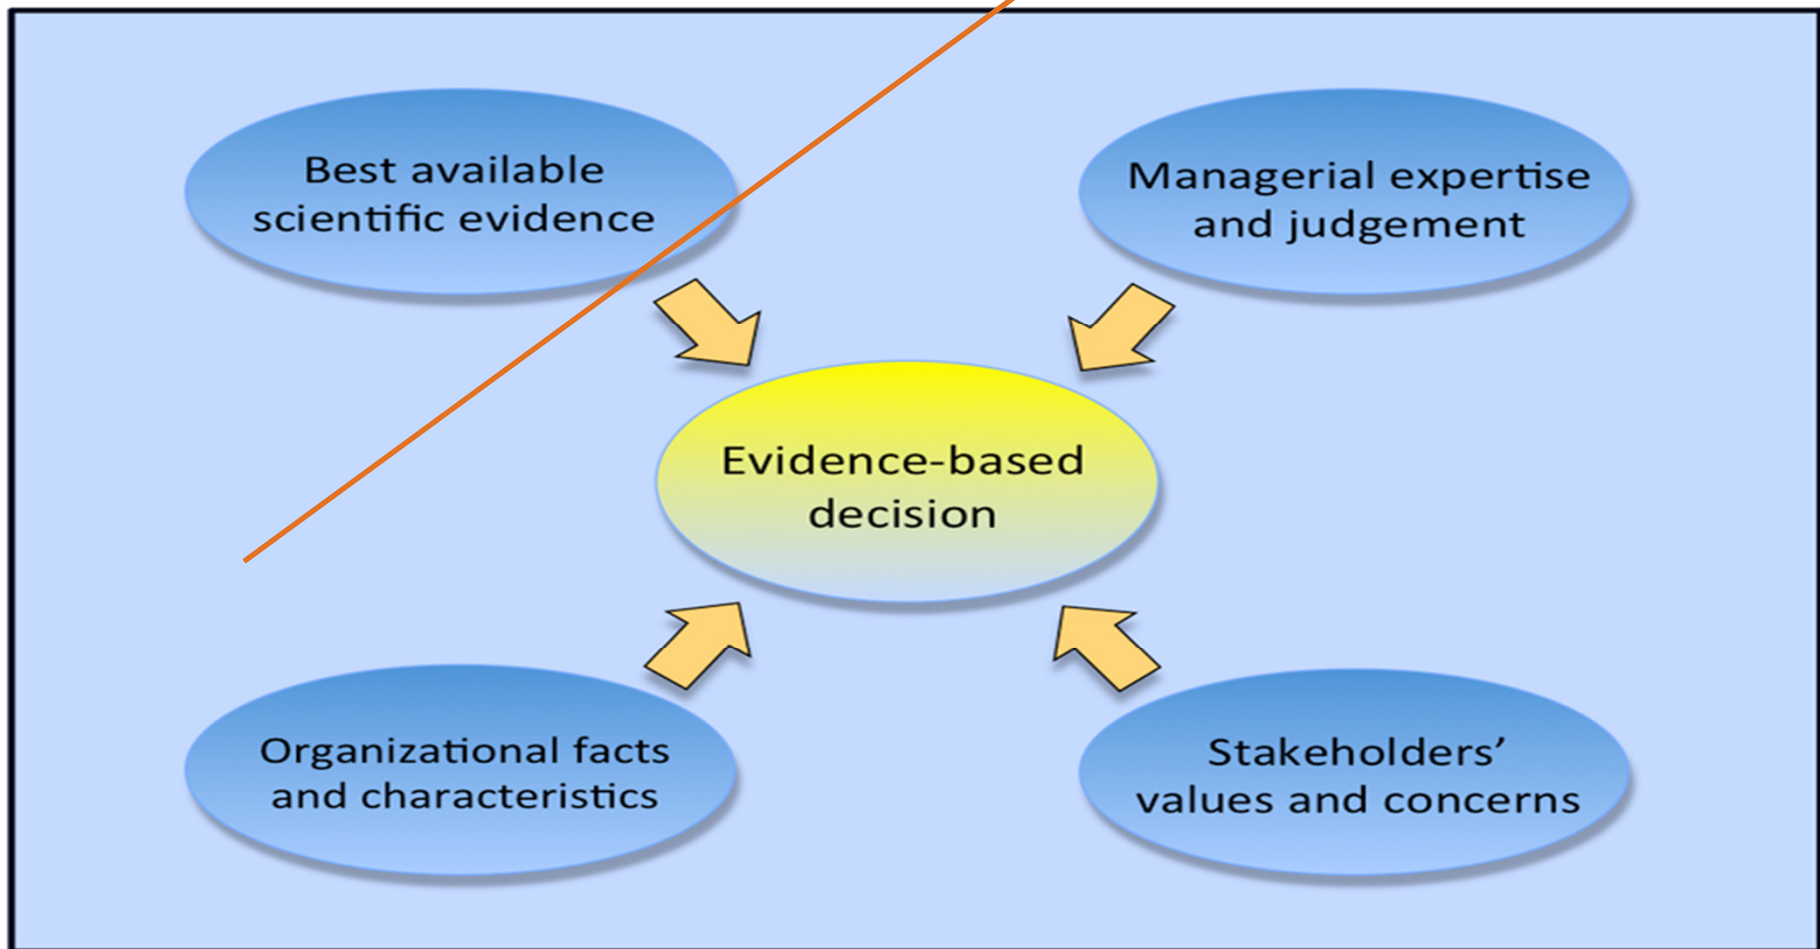 Best available
scientific evidence
Managerial expertise
and judgement
Evidence-based
decision
Organizational facts
and characteristics
Stakeholders’
values and concerns